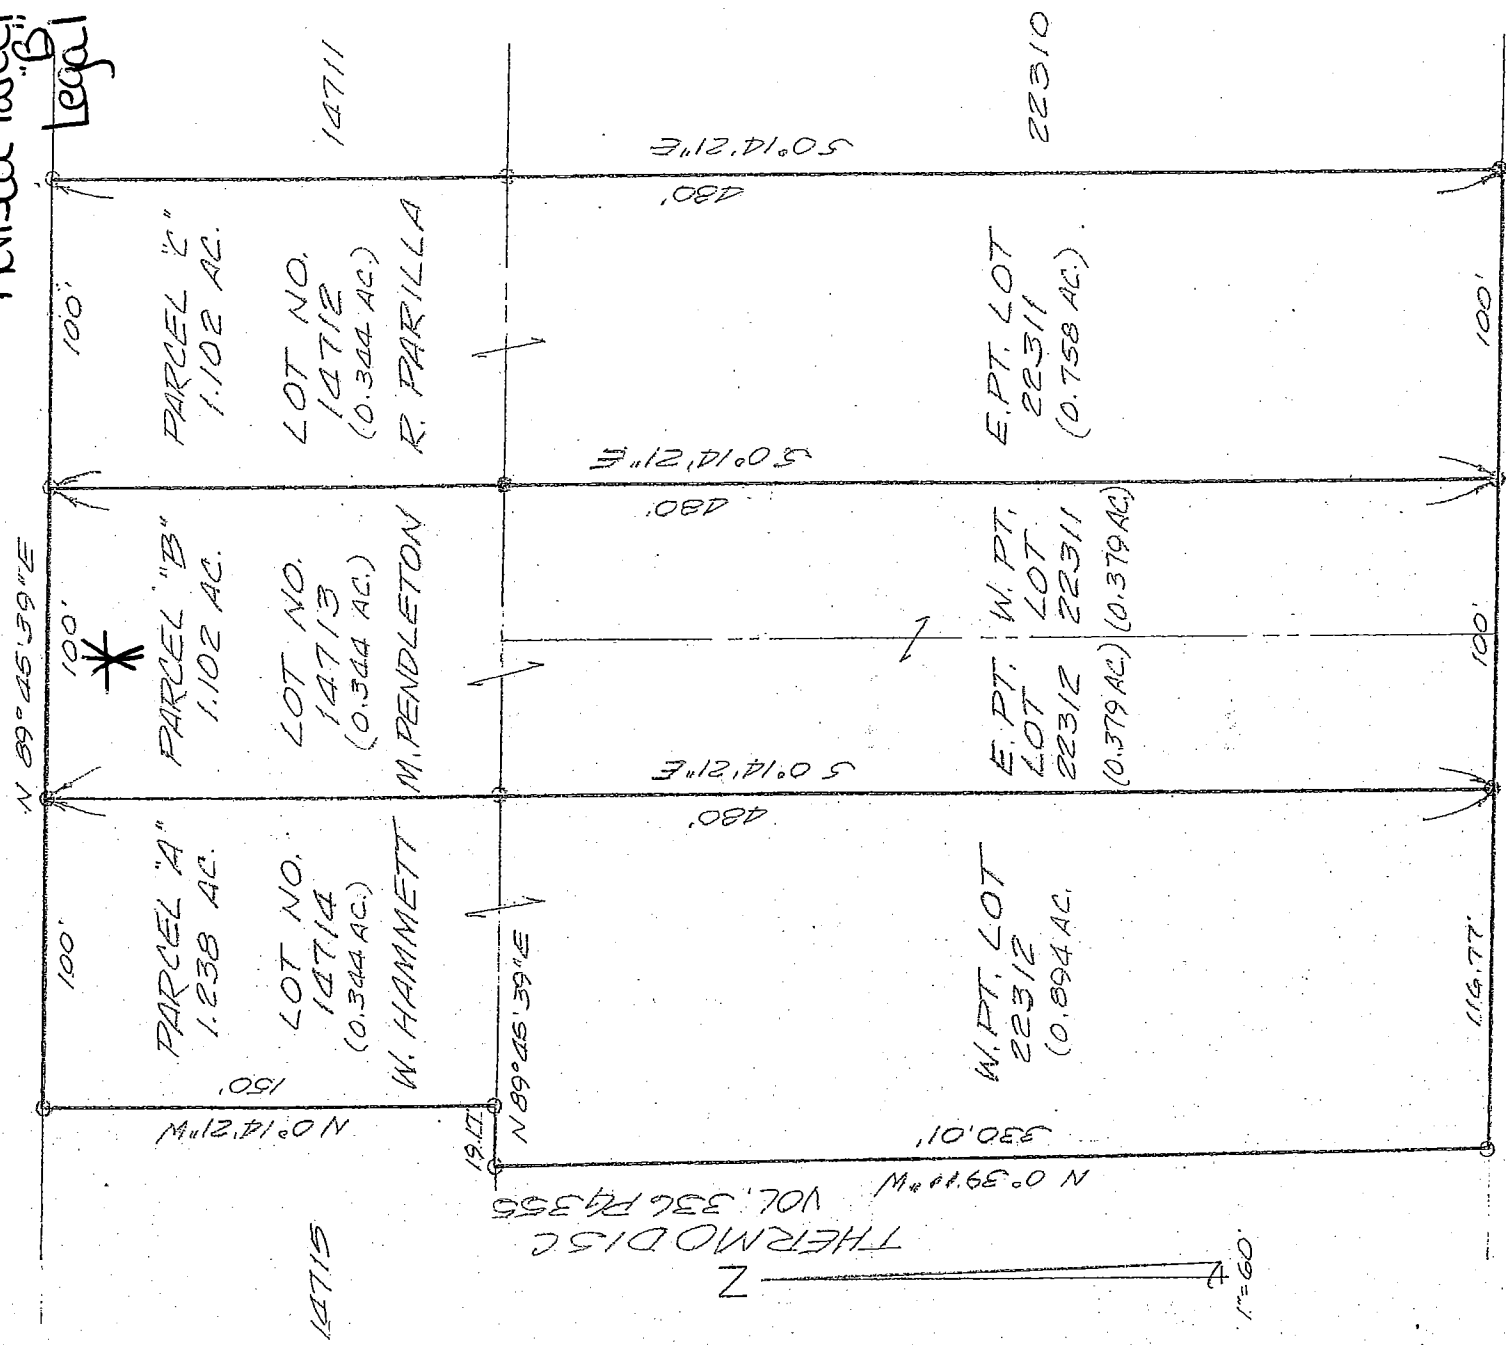 "B"
Legal
N 89°45'39"E
100'
100'
100'
PARCEL "A"
1.238 AC.
LOT NO.
14714
(0.344 AC.)
W. HAMMETT
PARCEL "B"
1.102 AC.
LOT NO.
14713
(0.344 AC.)
M. PENDLETON
PARCEL "C"
1.102 AC.
LOT NO.
14712
(0.344 AC.)
R. PARILLA
14715
14711
N 0°14'21"W
150'
19.17
N 89°45'39"E
S 0°14'21"E
480'
S 0°14'21"E
480'
S 0°14'21"E
480'
THERMODISC
VOL. 336 PG 355
N 0°39'11"W
330.01'
W. PT. LOT
22312
(0.894 AC.
E. PT.
LOT
22312
(0.379 AC.)
W. PT.
LOT
22311
(0.379 AC)
E. PT. LOT
22311
(0.758 AC.)
22310
116.77'
100'
100'
Z
1"=60'